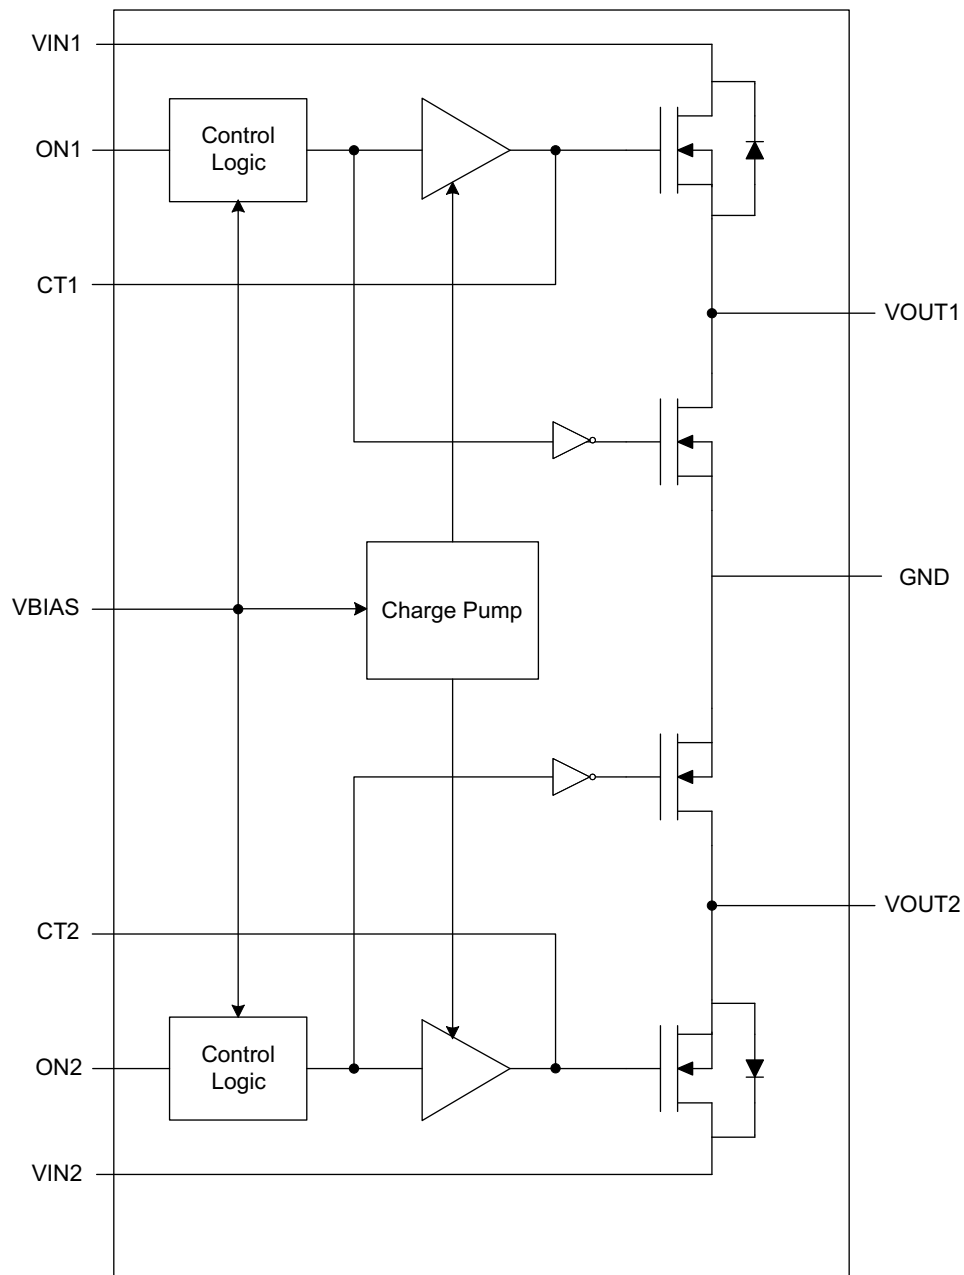 VIN1
ON1
Control
Logic
CT1
VOUT1
GND
VBIAS
Charge Pump
VOUT2
CT2
ON2
Control
Logic
VIN2